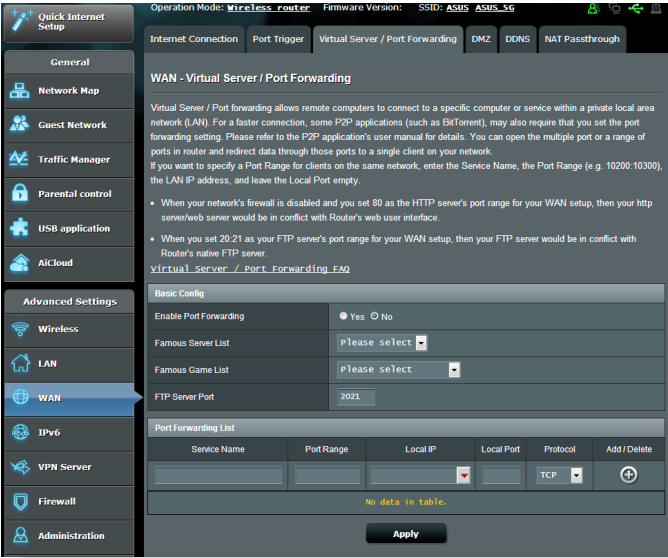 Operation Mode: Wireless router Firmware Version: SSID: ASUS ASUS_5G
Quick Internet
Setup
General
Network Map
Guest Network
Traffic Manager
Parental control
USB application
AiCloud
Advanced Settings
Wireless
LAN
WAN
IPv6
VPN Server
Firewall
Administration
Internet Connection Port Trigger Virtual Server / Port Forwarding DMZ DDNS NAT Passthrough
WAN - Virtual Server / Port Forwarding
Virtual Server / Port forwarding allows remote computers to connect to a specific computer or service within a private local area
network (LAN). For a faster connection, some P2P applications (such as BitTorrent), may also require that you set the port
forwarding setting. Please refer to the P2P application's user manual for details. You can open the multiple port or a range of
ports in router and redirect data through those ports to a single client on your network.
If you want to specify a Port Range for clients on the same network, enter the Service Name, the Port Range (e.g. 10200:10300),
the LAN IP address, and leave the Local Port empty.
• When your network's firewall is disabled and you set 80 as the HTTP server's port range for your WAN setup, then your http
server/web server would be in conflict with Router's web user interface.
• When you set 20:21 as your FTP server's port range for your WAN setup, then your FTP server would be in conflict with
Router's native FTP server.
Virtual Server / Port Forwarding FAQ
Basic Config
Enable Port Forwarding Yes No
Famous Server List Please select
Famous Game List Please select
FTP Server Port 2021
Port Forwarding List
Service Name Port Range Local IP Local Port Protocol Add / Delete
TCP
No data in table.
Apply